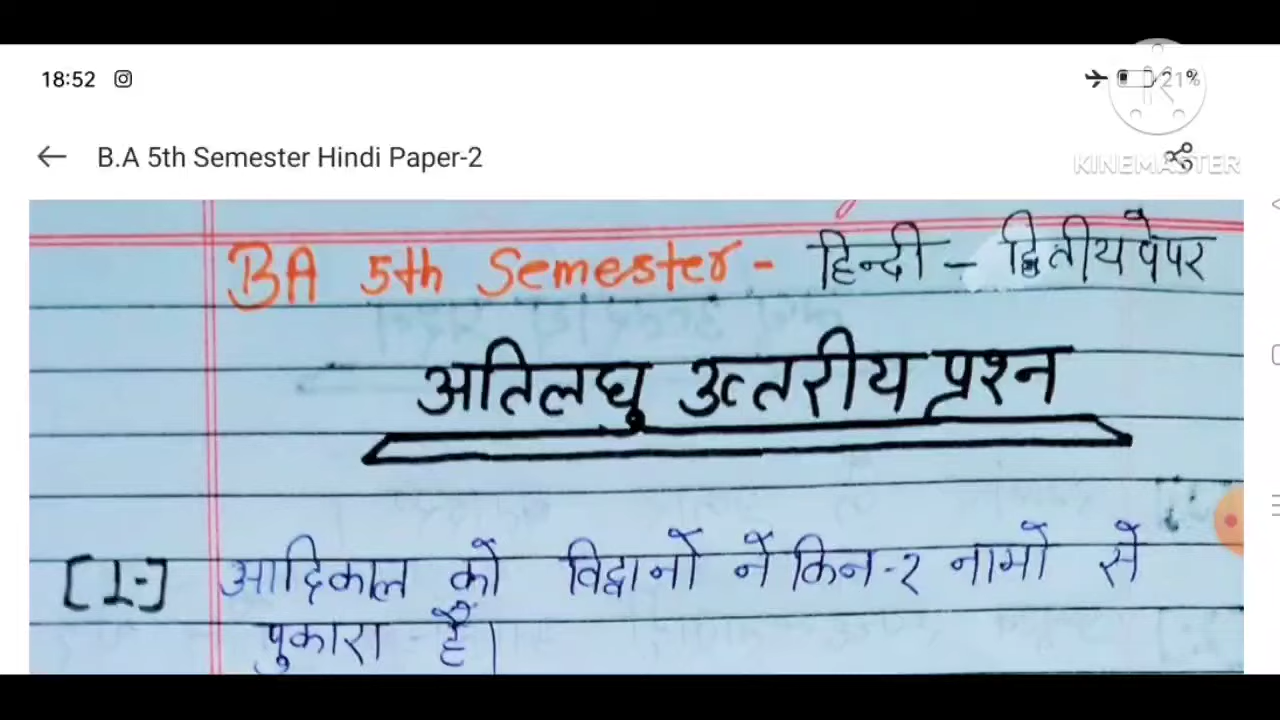 18:52
21%
B.A 5th Semester Hindi Paper-2
KINEMASTER
BA 5th Semester - हिन्दी - द्वितीय पेपर
अतिलघु उत्तरीय प्रश्न
[1-] आदिकाल को विद्वानों ने किन-२ नामों से
पुकारा हैं।